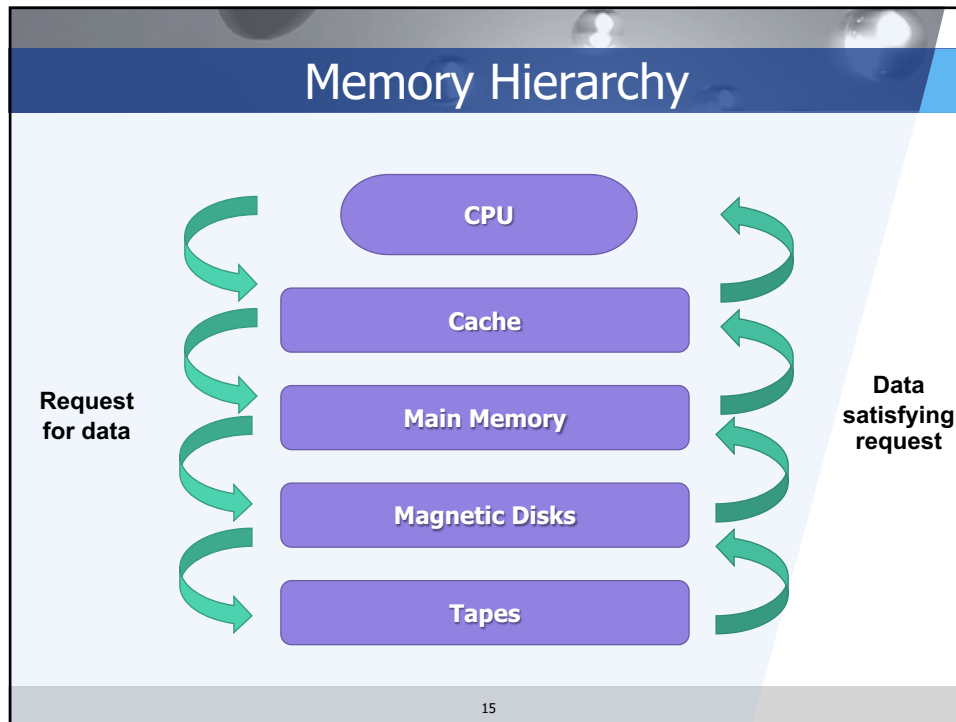 Memory Hierarchy
CPU
Cache
Request
for data
Main Memory
Data
satisfying
request
Magnetic Disks
Tapes
15